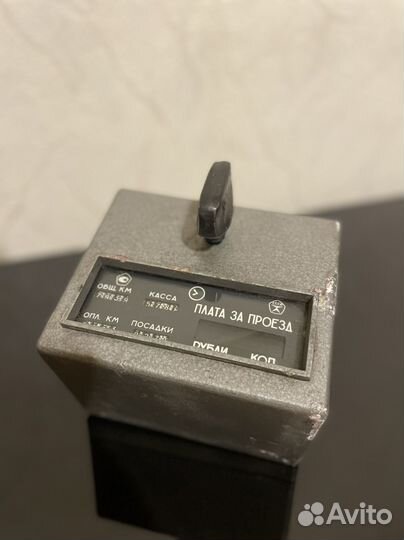 ОБЩ КМ
КАССА
ПЛАТА ЗА ПРОЕЗД
ОПЛ. КМ
ПОСАДКИ
РУБЛИ
КОП
Avito